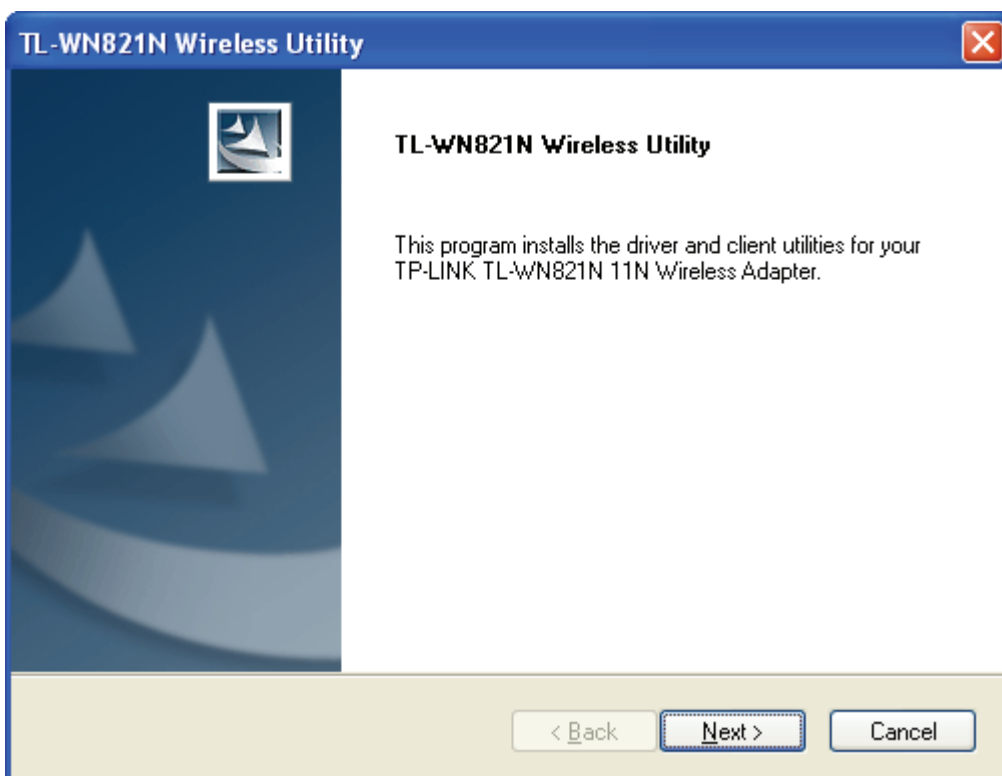 TL-WN821N Wireless Utility
TL-WN821N Wireless Utility
This program installs the driver and client utilities for your
TP-LINK TL-WN821N 11N Wireless Adapter.
< Back Next > Cancel